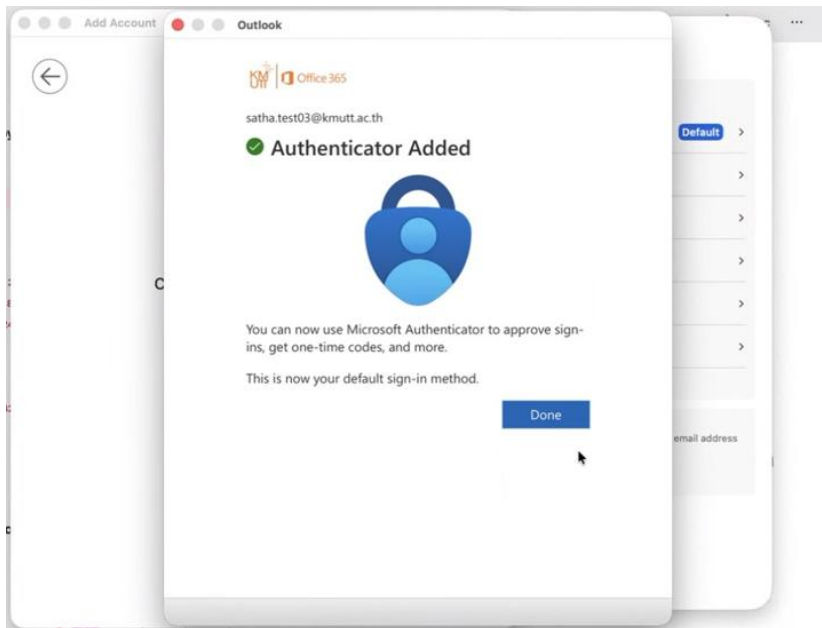 Add Account
Outlook
KMUTT Office 365
satha.test03@kmutt.ac.th
Authenticator Added
Default
You can now use Microsoft Authenticator to approve sign-
ins, get one-time codes, and more.
This is now your default sign-in method.
Done
email address